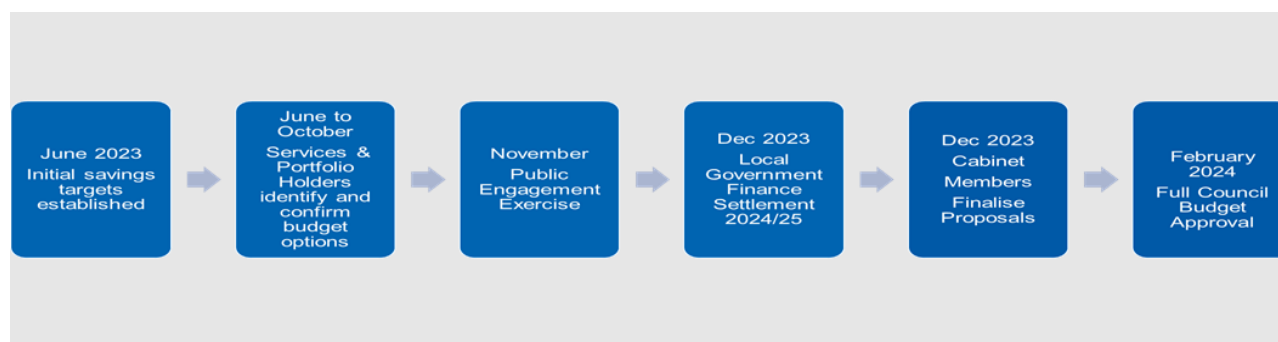 June 2023
Initial savings
targets
established
June to
October
Services &
Portfolio
Holders
identify and
confirm
budget
options
November
Public
Engagement
Exercise
Dec 2023
Local
Government
Finance
Settlement
2024/25
Dec 2023
Cabinet
Members
Finalise
Proposals
February
2024
Full Council
Budget
Approval